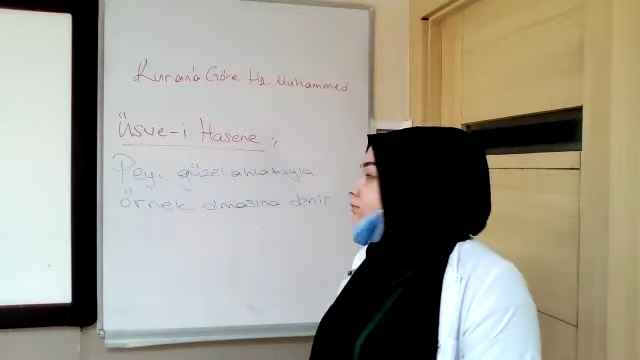 Kuran'a Göre Hz. Muhammed
Üsve-i Hasene;
Pey. güzel ahlakıyla
örnek olmasına denir